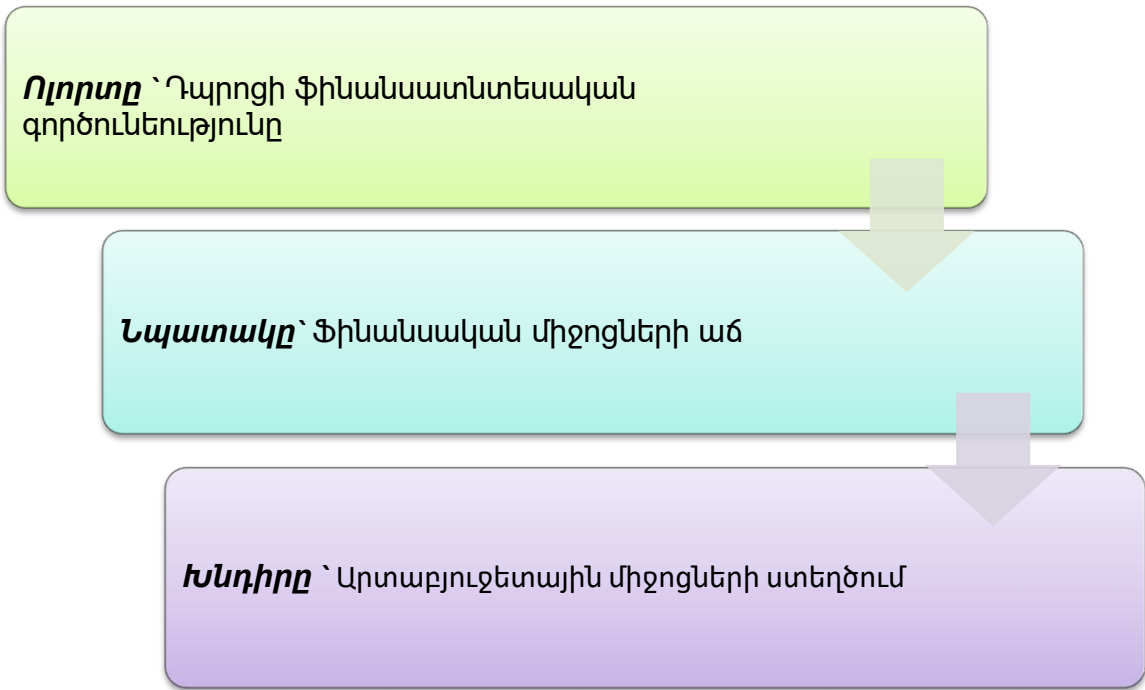 Ոլորտը ՝ Դպրոցի ֆինանսատնտեսական
գործունեությունը
Նպատակը՝ Ֆինանսական միջոցների աճ
Խնդիրը ՝ Արտաբյուջետային միջոցների ստեղծում